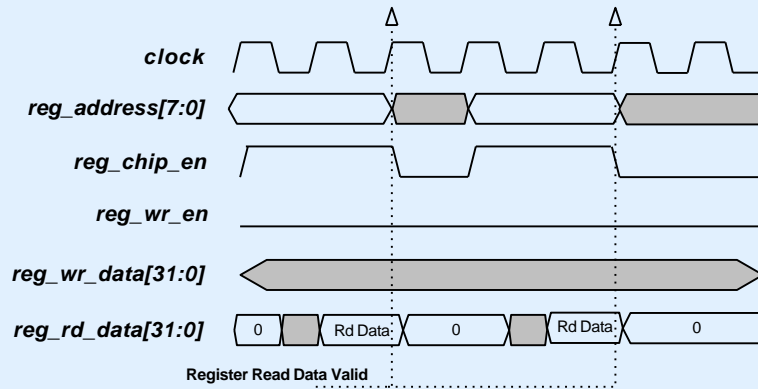 clock
reg_address[7:0]
reg_chip_en
reg_wr_en
reg_wr_data[31:0]
reg_rd_data[31:0] 0 Rd Data 0 Rd Data 0
Register Read Data Valid